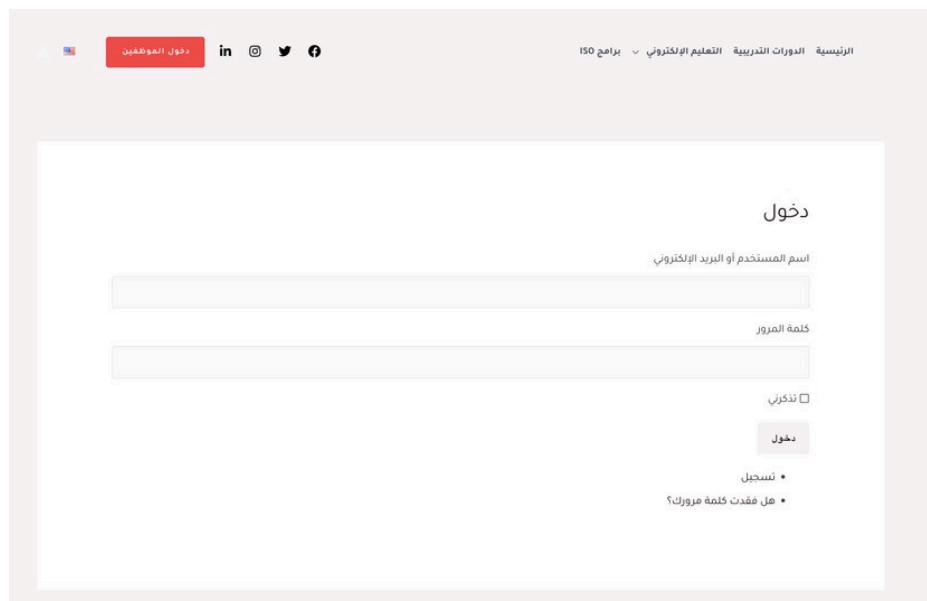 الرئيسية الدورات التدريبية التعليم الإلكتروني برامج ISO
دخول الموظفين
دخول
اسم المستخدم أو البريد الإلكتروني
كلمة المرور
تذكرني
دخول
تسجيل
هل فقدت كلمة مرورك؟